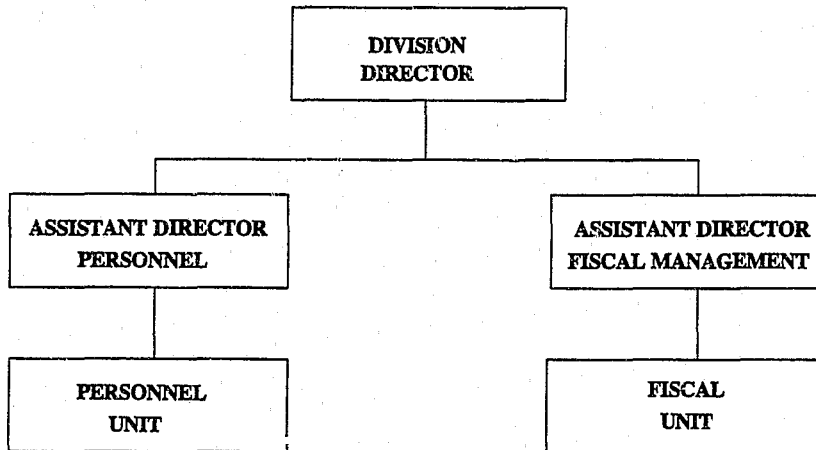 DIVISION
DIRECTOR
ASSISTANT DIRECTOR
PERSONNEL
ASSISTANT DIRECTOR
FISCAL MANAGEMENT
PERSONNEL
UNIT
FISCAL
UNIT